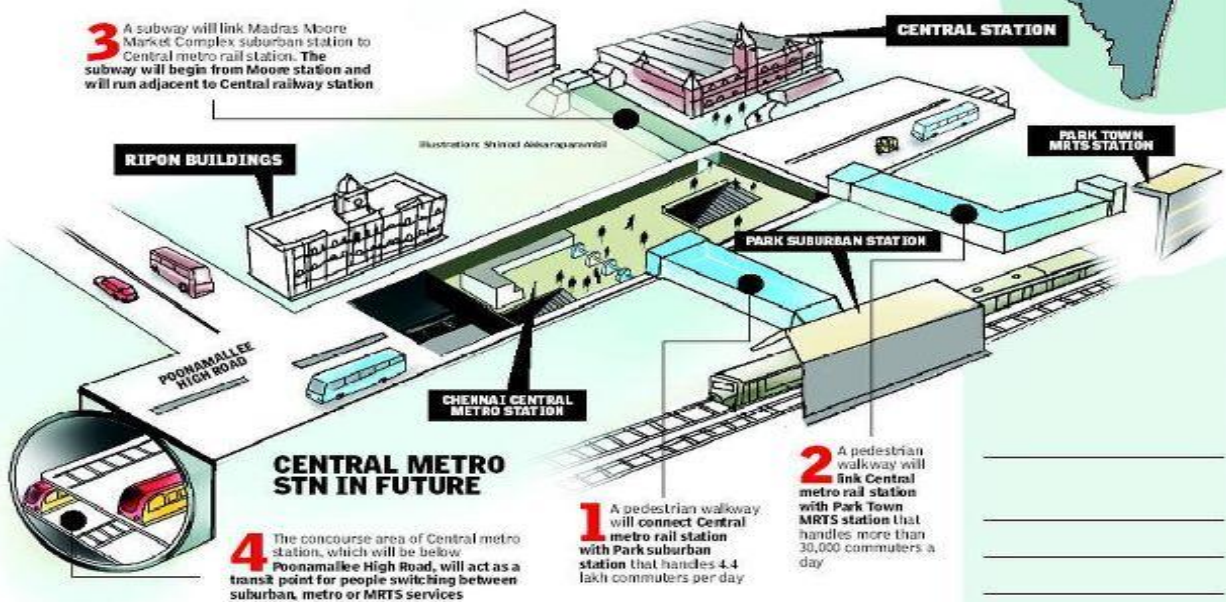 3 A subway will link Madras Moore
Market Complex suburban station to
Central metro rail station. The
subway will begin from Moore station and
will run adjacent to Central railway station
CENTRAL STATION
Illustration: Shinod Akkaraparambil
PARK TOWN
MRTS STATION
RIPON BUILDINGS
PARK SUBURBAN STATION
POONAMALLEE
HIGH ROAD
CHENNAI CENTRAL
METRO STATION
CENTRAL METRO
STN IN FUTURE
4 The concourse area of Central metro
station, which will be below
Poonamallee High Road, will act as a
transit point for people switching between
suburban, metro or MRTS services
1 A pedestrian walkway
will connect Central
metro rail station
with Park suburban
station that handles 4.4
lakh commuters per day
2 A pedestrian
walkway will
link Central
metro rail station
with Park Town
MRTS station that
handles more than
30,000 commuters a
day